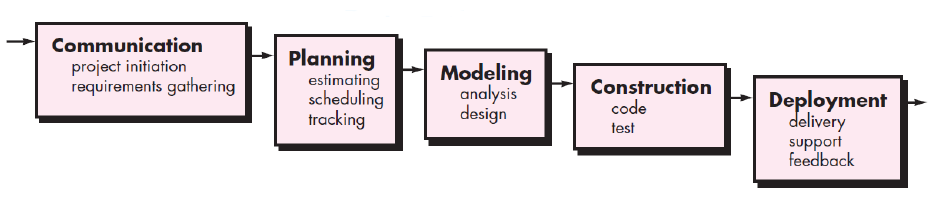 Communication
project initiation
requirements gathering
Planning
estimating
scheduling
tracking
Modeling
analysis
design
Construction
code
test
Deployment
delivery
support
feedback